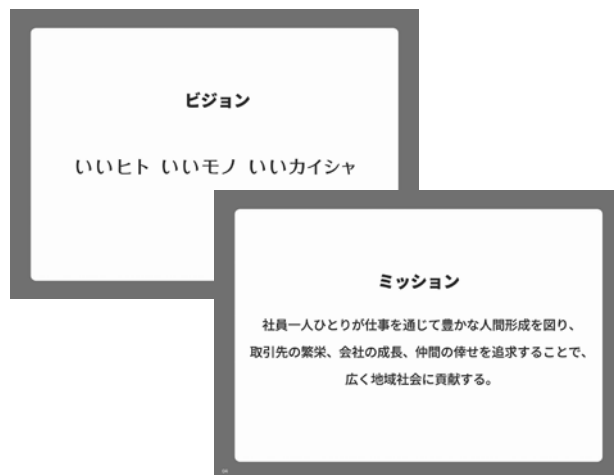 ビジョン
いいヒト いいモノ いいカイシャ
ミッション
社員一人ひとりが仕事を通じて豊かな人間形成を図り、
取引先の繁栄、会社の成長、仲間の倖せを追求することで、
広く地域社会に貢献する。